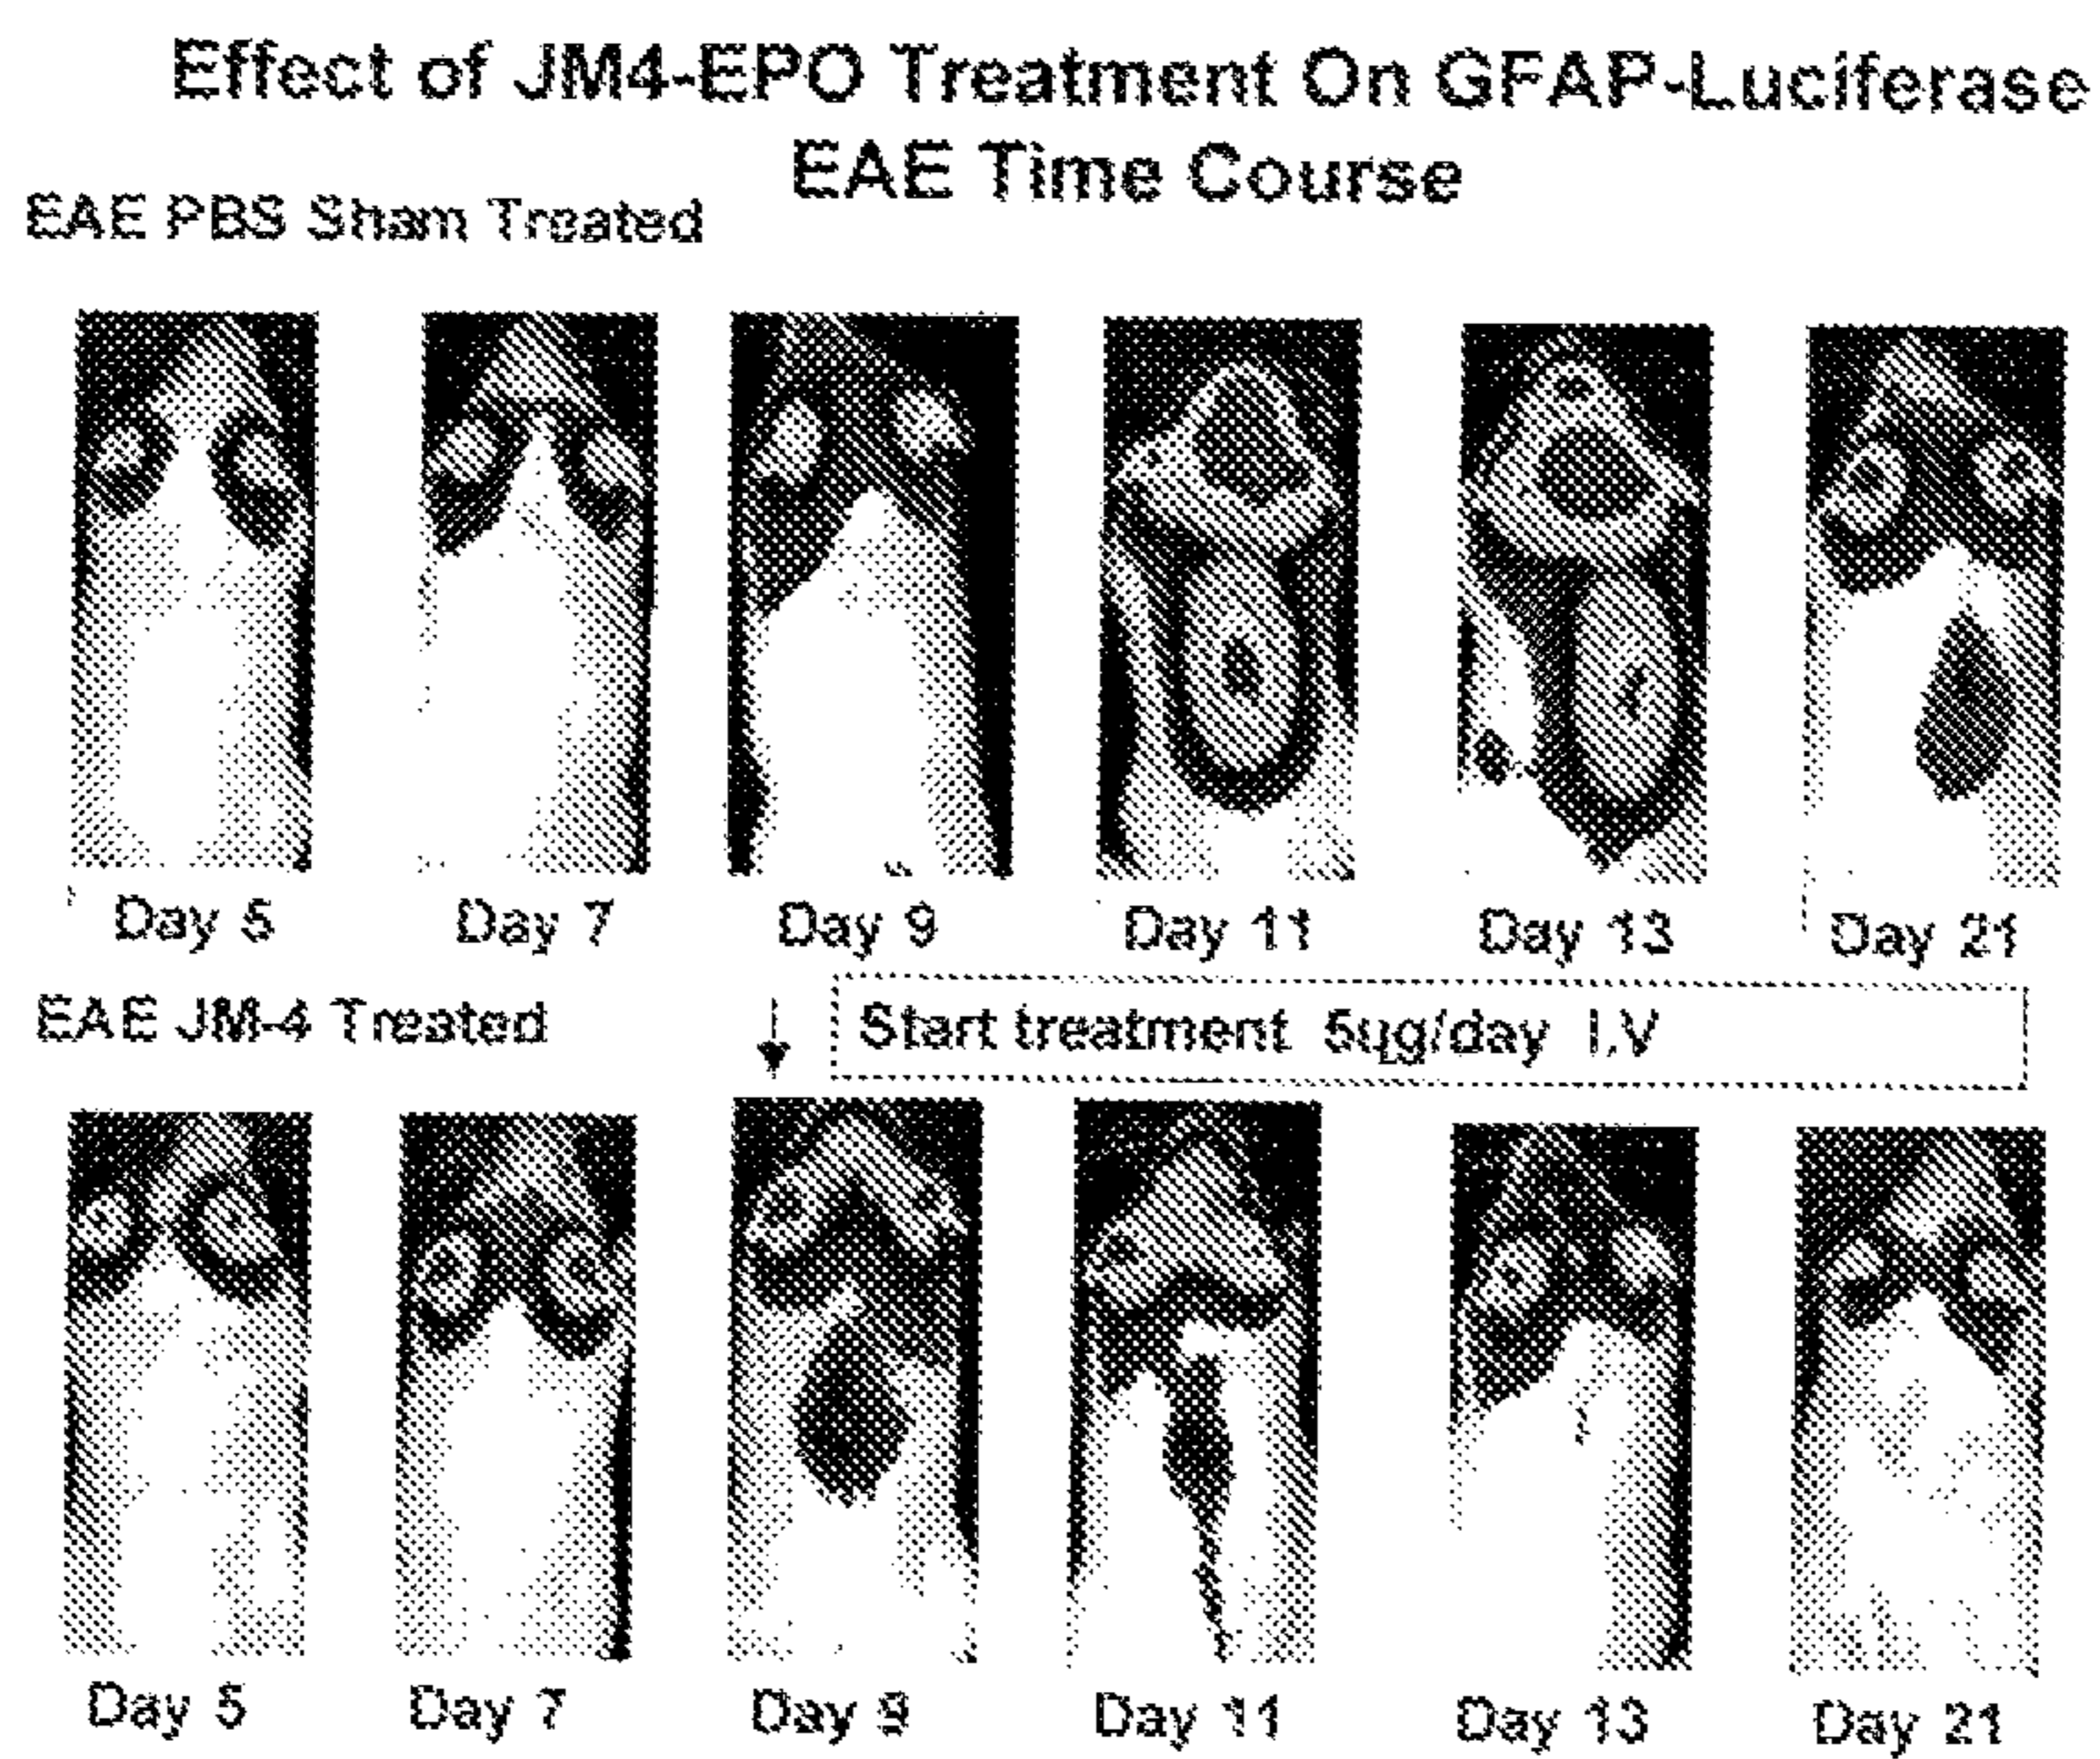 Effect of JM4-EPO Treatment On GFAP-Luciferase
EAE Time Course
EAE PBS Sham Treated
Day 5
Day 7
Day 9
Day 11
Day 13
Day 21
EAE JM-4 Treated
Start treatment 5ųg/day I.V
Day 5
Day 7
Day 9
Day 11
Day 13
Day 21